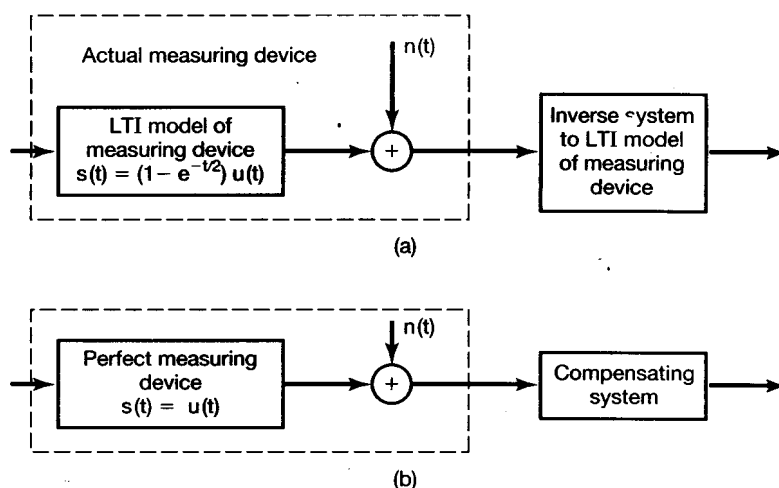 Actual measuring device
n(t)
LTI model of
measuring device
s(t) = (1 − e^{−t/2}) u(t)
+
Inverse system
to LTI model
of measuring
device
(a)
n(t)
Perfect measuring
device
s(t) = u(t)
+
Compensating
system
(b)